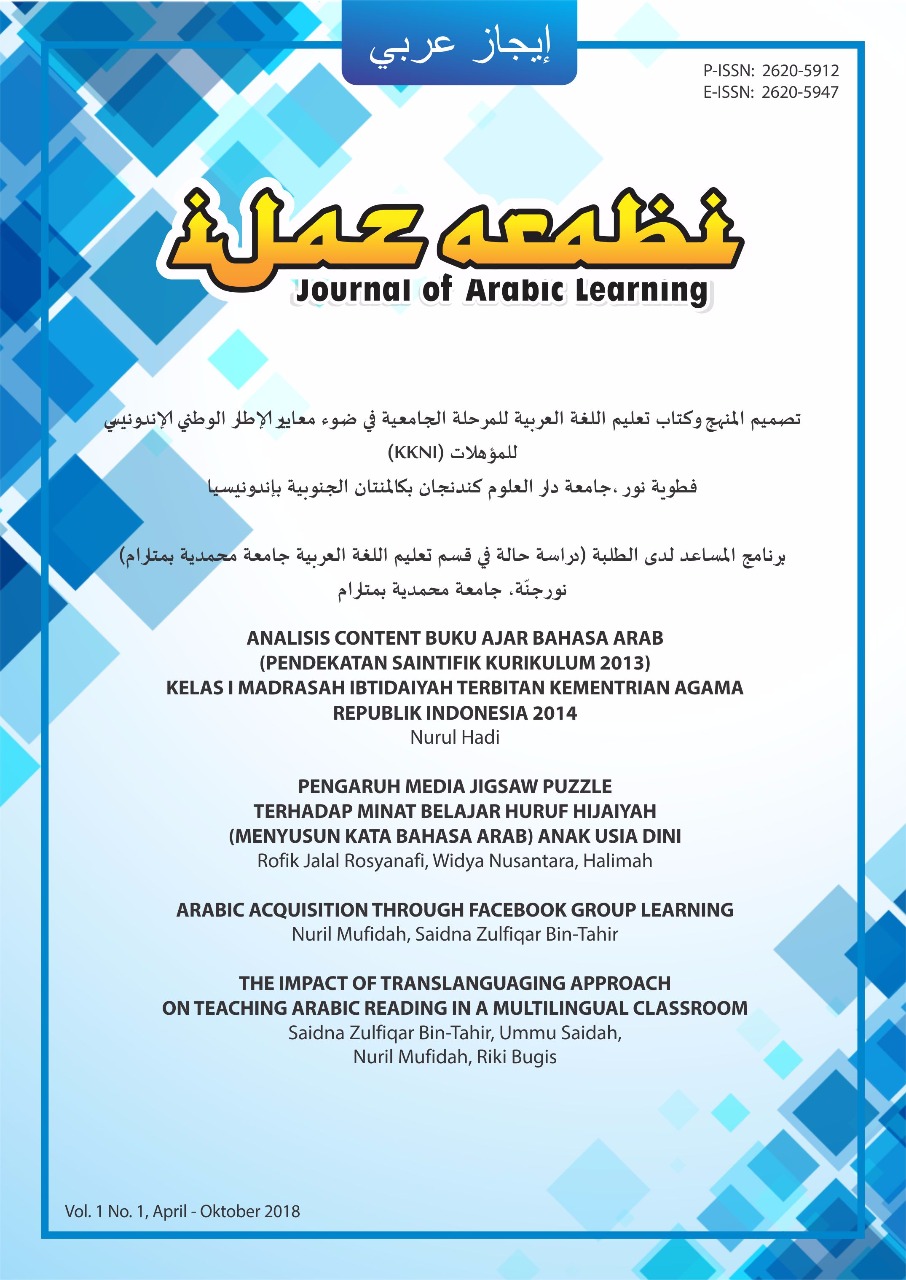 إيجاز عربي
P-ISSN: 2620-5912
E-ISSN: 2620-5947
iJaz arabi
Journal of Arabic Learning
تصميم المنهج وكتاب تعليم اللغة العربية للمرحلة الجامعية في ضوء معايير الإطار الوطني الإندونيسي
للمؤهلات (KKNI)
فطوية نور ،جامعة دار العلوم كندنجان بكالمنتان الجنوبية بإندونيسيا
برنامج المساعد لدى الطلبة (دراسة حالة في قسم تعليم اللغة العربية جامعة محمدية بمتارام)
نورجنّة، جامعة محمدية بمتارام
ANALISIS CONTENT BUKU AJAR BAHASA ARAB
(PENDEKATAN SAINTIFIK KURIKULUM 2013)
KELAS I MADRASAH IBTIDAIYAH TERBITAN KEMENTRIAN AGAMA
REPUBLIK INDONESIA 2014
Nurul Hadi
PENGARUH MEDIA JIGSAW PUZZLE
TERHADAP MINAT BELAJAR HURUF HIJAIYAH
(MENYUSUN KATA BAHASA ARAB) ANAK USIA DINI
Rofik Jalal Rosyanafi, Widya Nusantara, Halimah
ARABIC ACQUISITION THROUGH FACEBOOK GROUP LEARNING
Nuril Mufidah, Saidna Zulfiqar Bin-Tahir
THE IMPACT OF TRANSLANGUAGING APPROACH
ON TEACHING ARABIC READING IN A MULTILINGUAL CLASSROOM
Saidna Zulfiqar Bin-Tahir, Ummu Saidah,
Nuril Mufidah, Riki Bugis
Vol. 1 No. 1, April - Oktober 2018